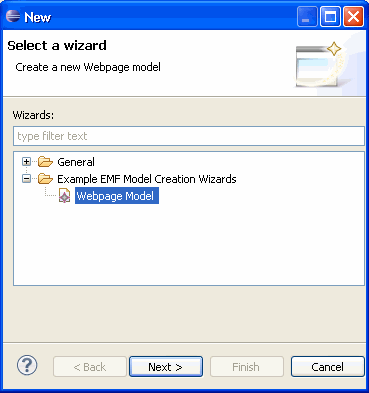 New
Select a wizard
Create a new Webpage model
Wizards:
type filter text
General
Example EMF Model Creation Wizards
Webpage Model
? < Back Next > Finish Cancel